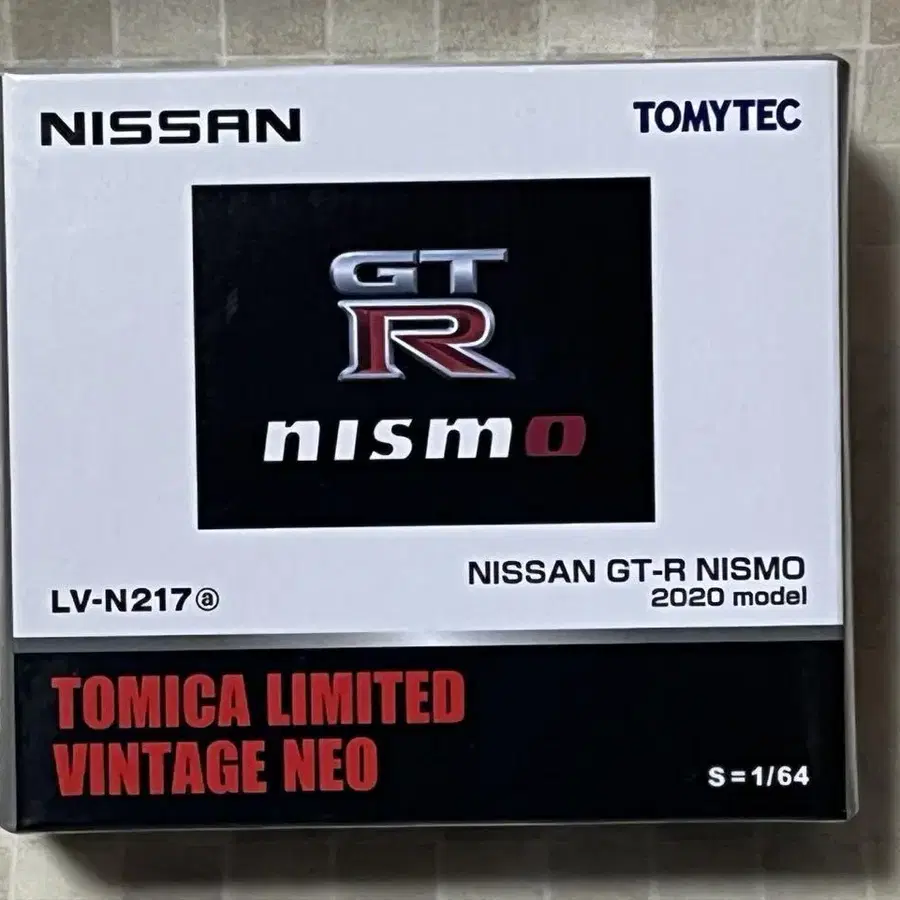 NISSAN
TOMYTEC
GT
R
nismo
NISSAN GT-R NISMO
2020 model
LV-N217ⓐ
TOMICA LIMITED
VINTAGE NEO
S=1/64